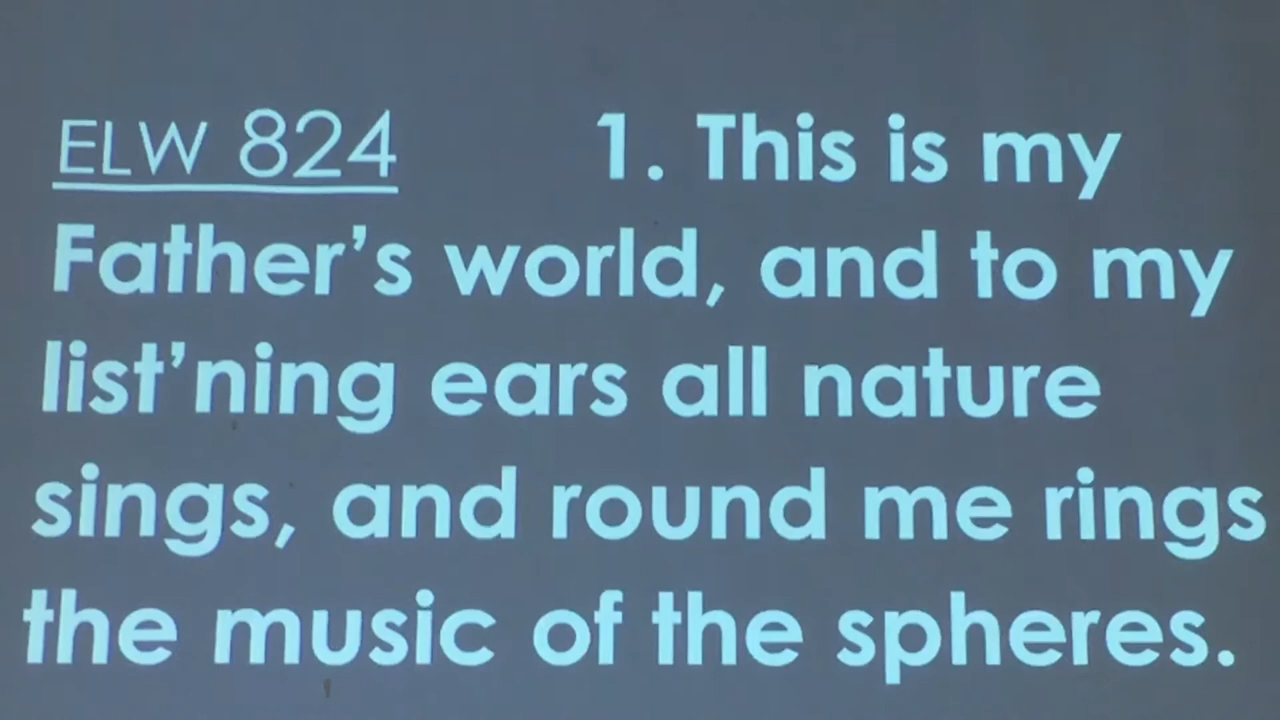 ELW 824 1. This is my
Father’s world, and to my
list’ning ears all nature
sings, and round me rings
the music of the spheres.